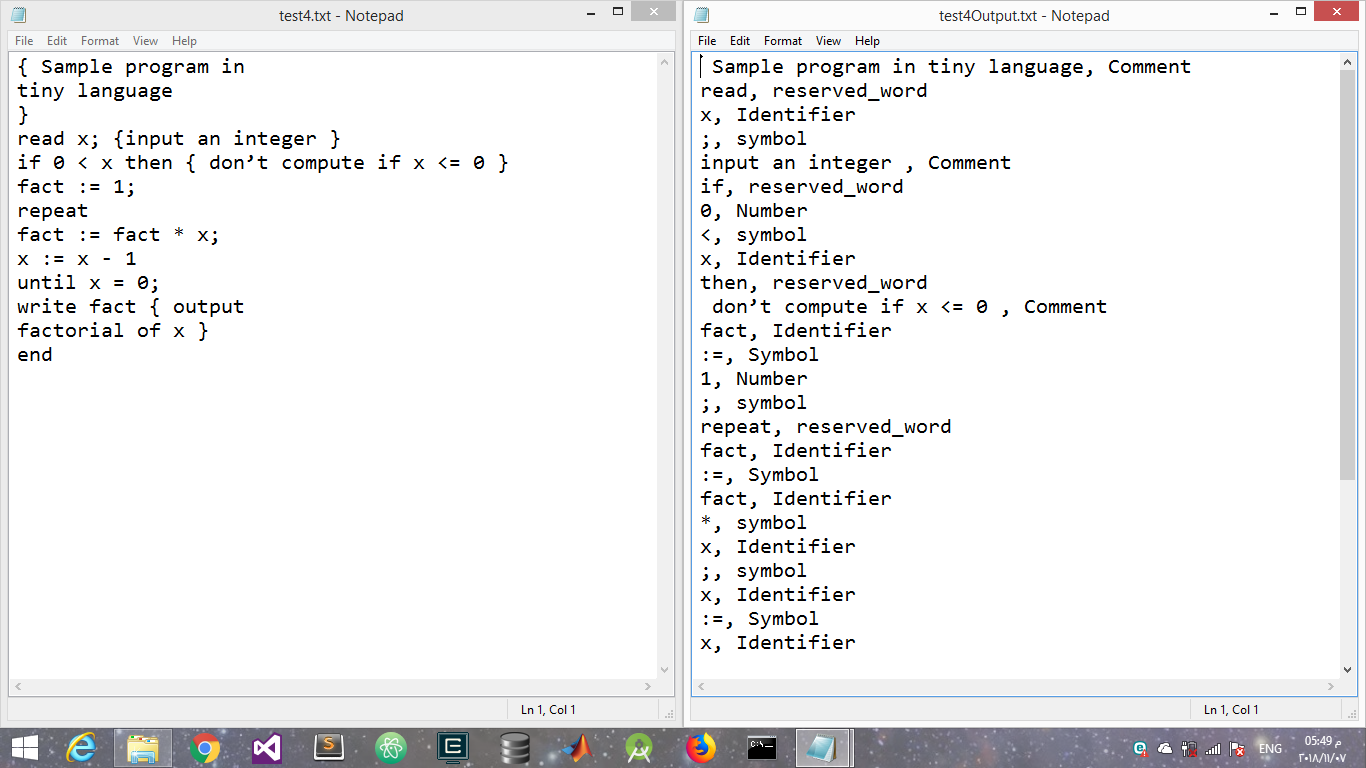 test4.txt - Notepad
File Edit Format View Help
{ Sample program in
tiny language
}
read x; {input an integer }
if 0 < x then { don’t compute if x <= 0 }
fact := 1;
repeat
fact := fact * x;
x := x - 1
until x = 0;
write fact { output
factorial of x }
end
Ln 1, Col 1
test4Output.txt - Notepad
File Edit Format View Help
Sample program in tiny language, Comment
read, reserved_word
x, Identifier
;, symbol
input an integer , Comment
if, reserved_word
0, Number
<, symbol
x, Identifier
then, reserved_word
don’t compute if x <= 0 , Comment
fact, Identifier
:=, Symbol
1, Number
;, symbol
repeat, reserved_word
fact, Identifier
:=, Symbol
fact, Identifier
*, symbol
x, Identifier
;, symbol
x, Identifier
:=, Symbol
x, Identifier
Ln 1, Col 1
ENG
05:49 م
٢٠١٨/١١/٠٧